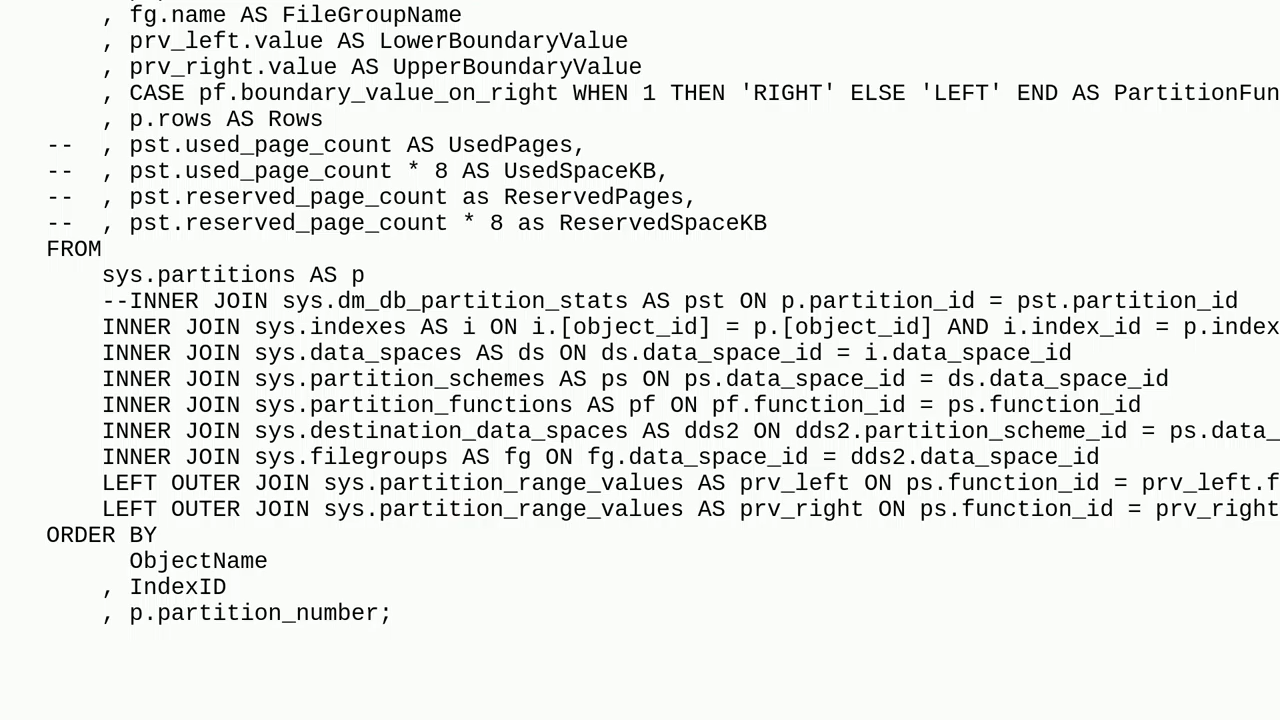 , fg.name AS FileGroupName
, prv_left.value AS LowerBoundaryValue
, prv_right.value AS UpperBoundaryValue
, CASE pf.boundary_value_on_right WHEN 1 THEN 'RIGHT' ELSE 'LEFT' END AS PartitionFun
, p.rows AS Rows
--  , pst.used_page_count AS UsedPages,
--  , pst.used_page_count * 8 AS UsedSpaceKB,
--  , pst.reserved_page_count as ReservedPages,
--  , pst.reserved_page_count * 8 as ReservedSpaceKB
FROM
sys.partitions AS p
--INNER JOIN sys.dm_db_partition_stats AS pst ON p.partition_id = pst.partition_id
INNER JOIN sys.indexes AS i ON i.[object_id] = p.[object_id] AND i.index_id = p.index
INNER JOIN sys.data_spaces AS ds ON ds.data_space_id = i.data_space_id
INNER JOIN sys.partition_schemes AS ps ON ps.data_space_id = ds.data_space_id
INNER JOIN sys.partition_functions AS pf ON pf.function_id = ps.function_id
INNER JOIN sys.destination_data_spaces AS dds2 ON dds2.partition_scheme_id = ps.data_
INNER JOIN sys.filegroups AS fg ON fg.data_space_id = dds2.data_space_id
LEFT OUTER JOIN sys.partition_range_values AS prv_left ON ps.function_id = prv_left.f
LEFT OUTER JOIN sys.partition_range_values AS prv_right ON ps.function_id = prv_right
ORDER BY
ObjectName
, IndexID
, p.partition_number;